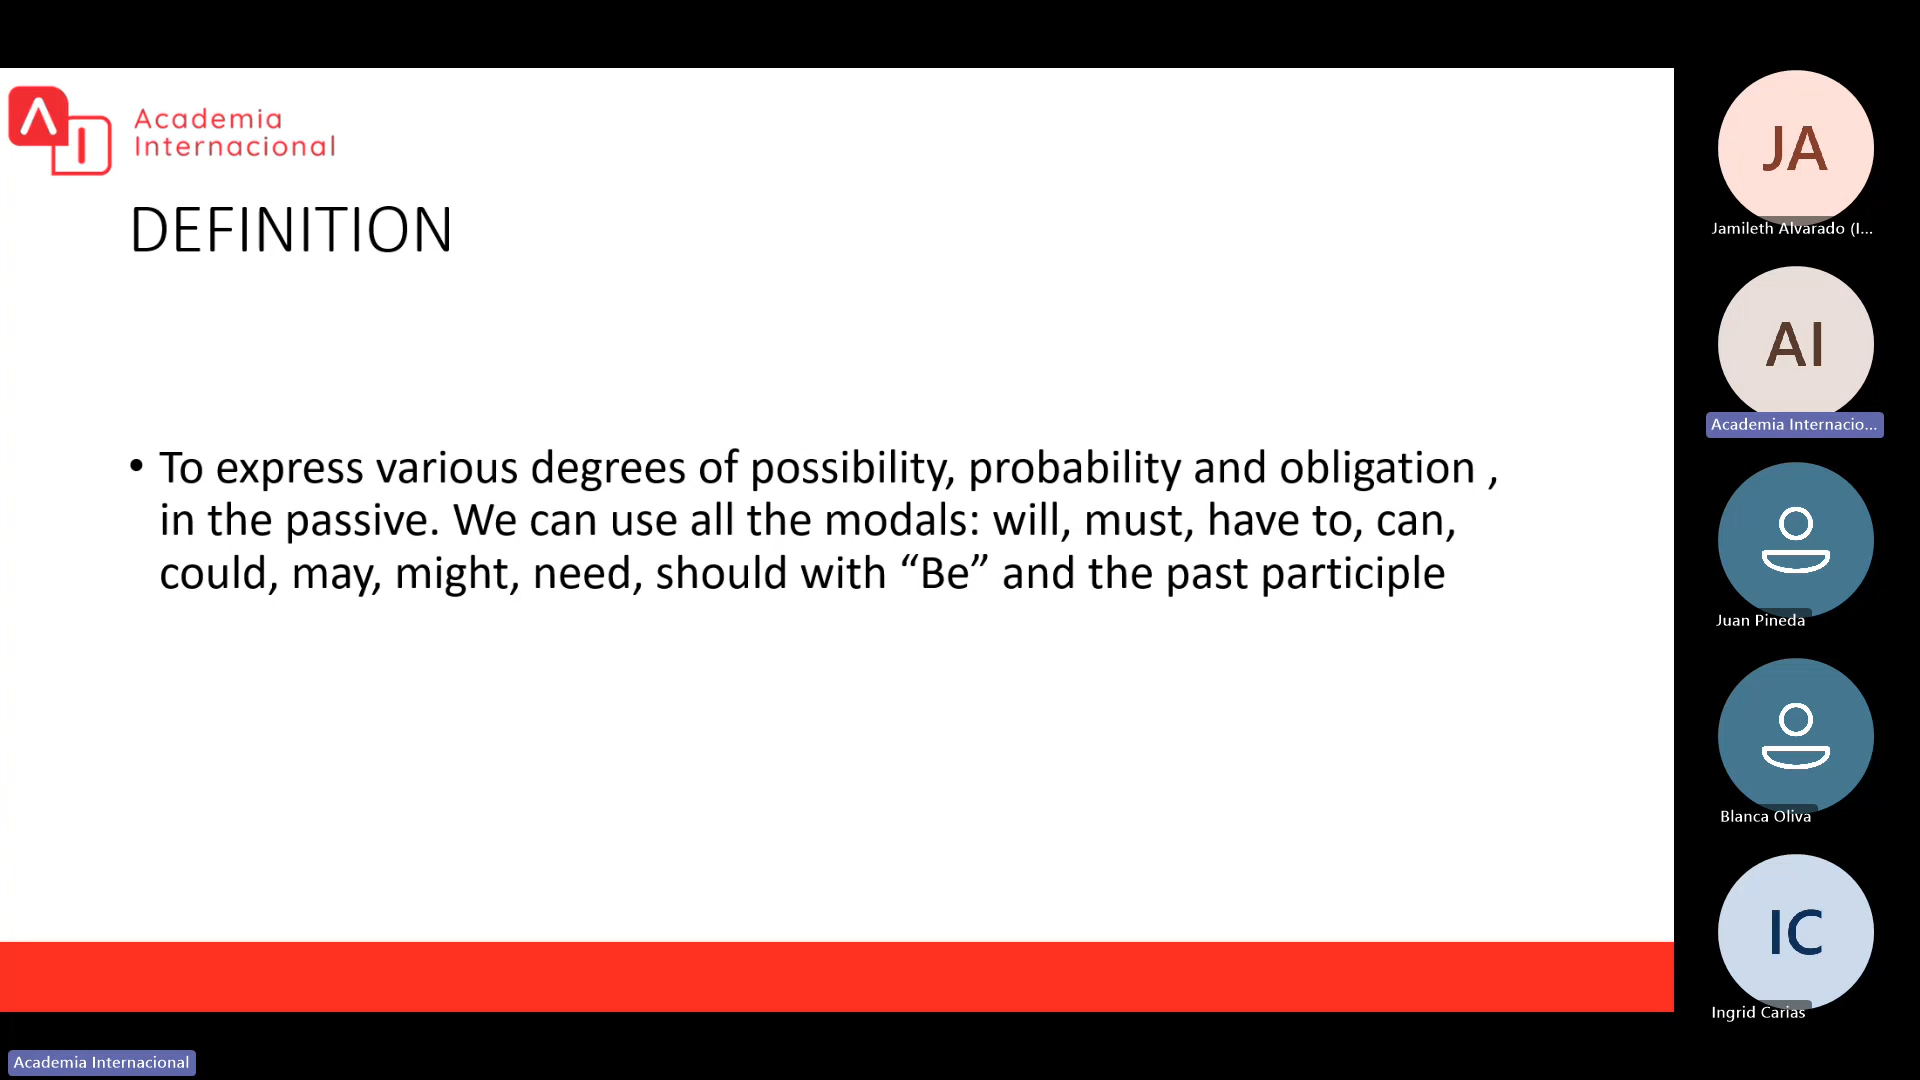 Academia
Internacional
DEFINITION
• To express various degrees of possibility, probability and obligation ,
in the passive. We can use all the modals: will, must, have to, can,
could, may, might, need, should with “Be” and the past participle
JA
Jamileth Alvarado (I...
AI
Academia Internacio...
Juan Pineda
Blanca Oliva
IC
Ingrid Carias
Academia Internacional